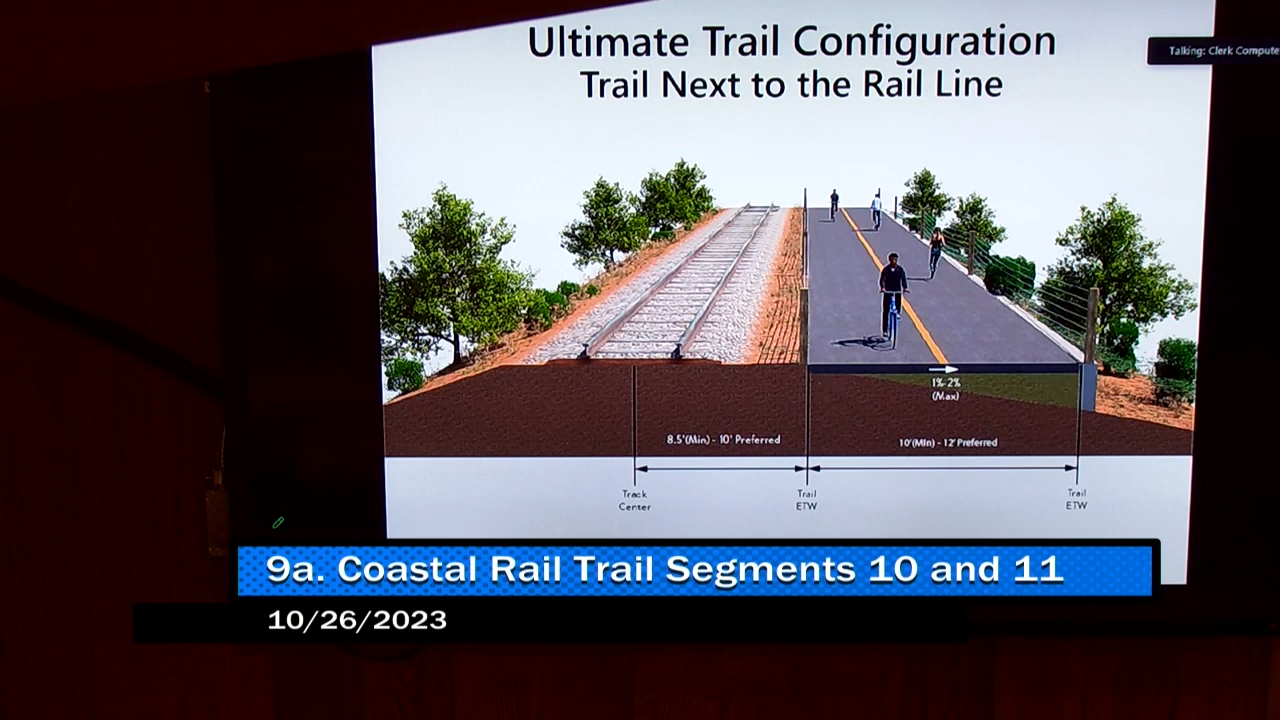 Ultimate Trail Configuration
Trail Next to the Rail Line
Talking: Clerk Compute
1%-2%
(Max)
8.5'(Min) - 10' Preferred
10'(Min) - 12' Preferred
Track
Center
Trail
ETW
Trail
ETW
9a. Coastal Rail Trail Segments 10 and 11
10/26/2023